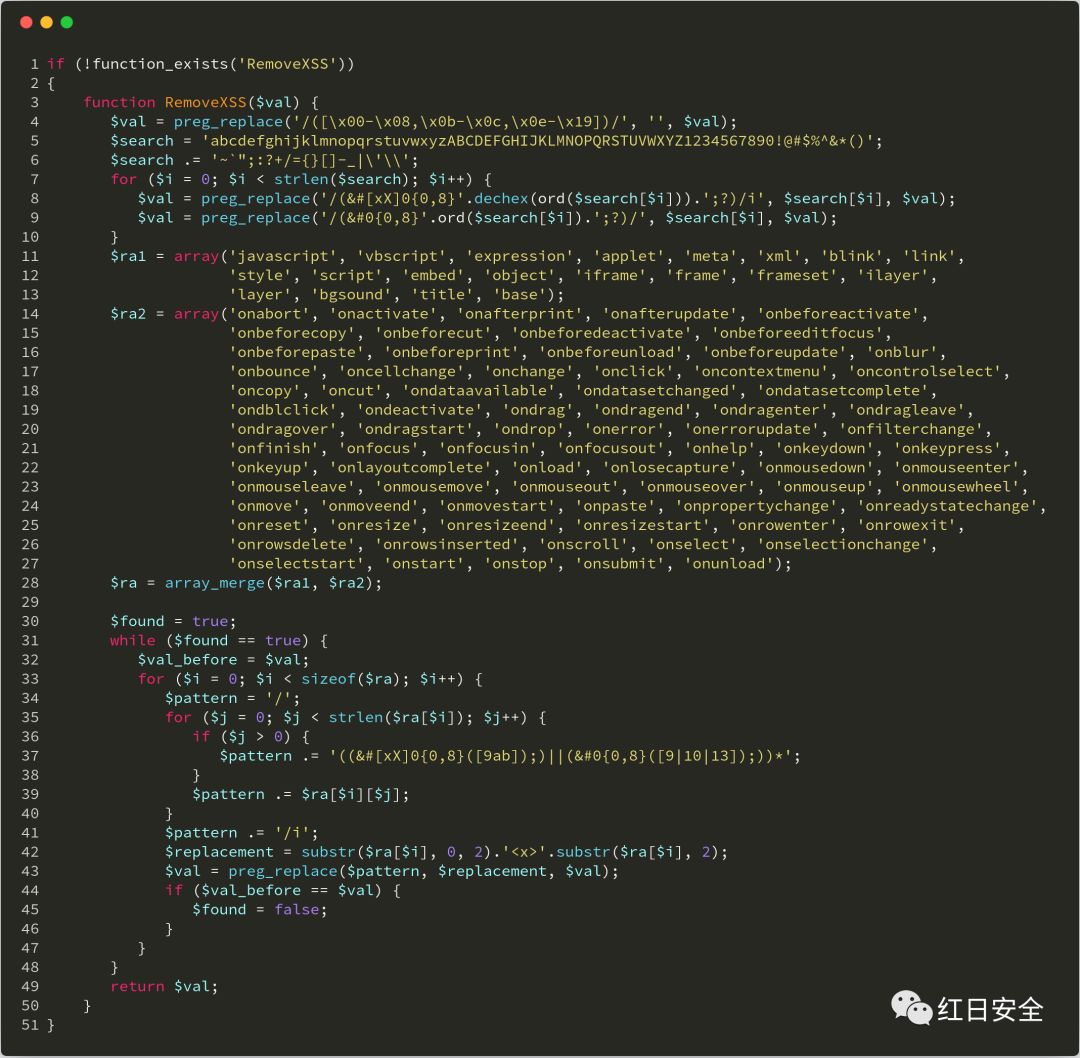 1 if (!function_exists('RemoveXSS'))
2 {
3     function RemoveXSS($val) {
4        $val = preg_replace('/([\x00-\x08,\x0b-\x0c,\x0e-\x19])/', '', $val);
5        $search = 'abcdefghijklmnopqrstuvwxyzABCDEFGHIJKLMNOPQRSTUVWXYZ1234567890!@#$%^&*()';
6        $search .= '~`";:?+/={}[]-_|\'\\';
7        for ($i = 0; $i < strlen($search); $i++) {
8           $val = preg_replace('/(&#[xX]0{0,8}'.dechex(ord($search[$i])).';?)/i', $search[$i], $val);
9           $val = preg_replace('/(&#0{0,8}'.ord($search[$i]).';?)/', $search[$i], $val);
10        }
11        $ra1 = array('javascript', 'vbscript', 'expression', 'applet', 'meta', 'xml', 'blink', 'link',
12                     'style', 'script', 'embed', 'object', 'iframe', 'frame', 'frameset', 'ilayer',
13                     'layer', 'bgsound', 'title', 'base');
14        $ra2 = array('onabort', 'onactivate', 'onafterprint', 'onafterupdate', 'onbeforeactivate',
15                     'onbeforecopy', 'onbeforecut', 'onbeforedeactivate', 'onbeforeeditfocus',
16                     'onbeforepaste', 'onbeforeprint', 'onbeforeunload', 'onbeforeupdate', 'onblur',
17                     'onbounce', 'oncellchange', 'onchange', 'onclick', 'oncontextmenu', 'oncontrolselect',
18                     'oncopy', 'oncut', 'ondataavailable', 'ondatasetchanged', 'ondatasetcomplete',
19                     'ondblclick', 'ondeactivate', 'ondrag', 'ondragend', 'ondragenter', 'ondragleave',
20                     'ondragover', 'ondragstart', 'ondrop', 'onerror', 'onerrorupdate', 'onfilterchange',
21                     'onfinish', 'onfocus', 'onfocusin', 'onfocusout', 'onhelp', 'onkeydown', 'onkeypress',
22                     'onkeyup', 'onlayoutcomplete', 'onload', 'onlosecapture', 'onmousedown', 'onmouseenter',
23                     'onmouseleave', 'onmousemove', 'onmouseout', 'onmouseover', 'onmouseup', 'onmousewheel',
24                     'onmove', 'onmoveend', 'onmovestart', 'onpaste', 'onpropertychange', 'onreadystatechange',
25                     'onreset', 'onresize', 'onresizeend', 'onresizestart', 'onrowenter', 'onrowexit',
26                     'onrowsdelete', 'onrowsinserted', 'onscroll', 'onselect', 'onselectionchange',
27                     'onselectstart', 'onstart', 'onstop', 'onsubmit', 'onunload');
28        $ra = array_merge($ra1, $ra2);
29
30        $found = true;
31        while ($found == true) {
32           $val_before = $val;
33           for ($i = 0; $i < sizeof($ra); $i++) {
34              $pattern = '/';
35              for ($j = 0; $j < strlen($ra[$i]); $j++) {
36                 if ($j > 0) {
37                    $pattern .= '((&#[xX]0{0,8}([9ab]);)||(&#0{0,8}([9|10|13]);))*';
38                 }
39                 $pattern .= $ra[$i][$j];
40              }
41              $pattern .= '/i';
42              $replacement = substr($ra[$i], 0, 2).'<x>'.substr($ra[$i], 2);
43              $val = preg_replace($pattern, $replacement, $val);
44              if ($val_before == $val) {
45                 $found = false;
46              }
47           }
48        }
49        return $val;
50     }
51 }
红日安全